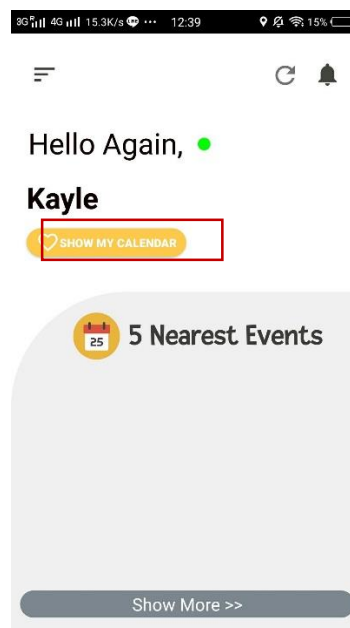 3G 4G 15.3K/s ... 12:39 15%
Hello Again,
Kayle
SHOW MY CALENDAR
25 5 Nearest Events
Show More >>